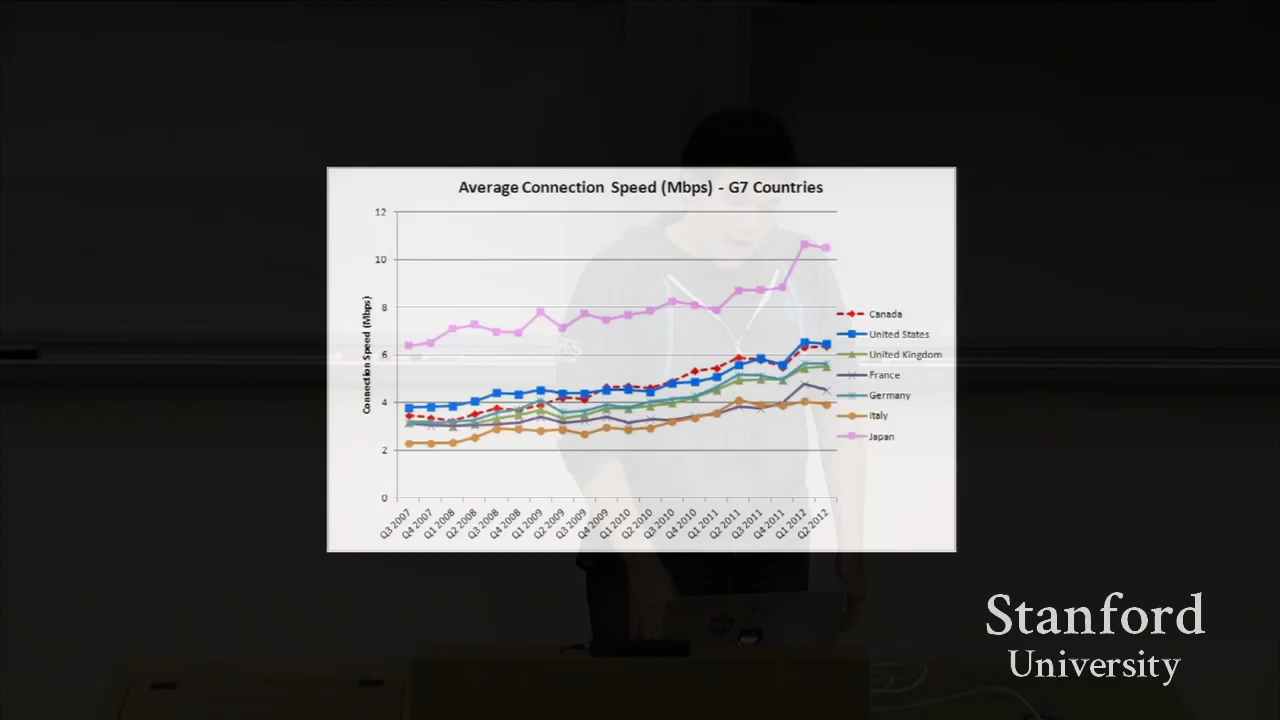 Average Connection Speed (Mbps) - G7 Countries
12
10
8
6
4
2
0
Connection Speed (Mbps)
Q3 2007
Q4 2007
Q1 2008
Q2 2008
Q3 2008
Q4 2008
Q1 2009
Q2 2009
Q3 2009
Q4 2009
Q1 2010
Q2 2010
Q3 2010
Q4 2010
Q1 2011
Q2 2011
Q3 2011
Q4 2011
Q1 2012
Q2 2012
Canada
United States
United Kingdom
France
Germany
Italy
Japan
Stanford
University